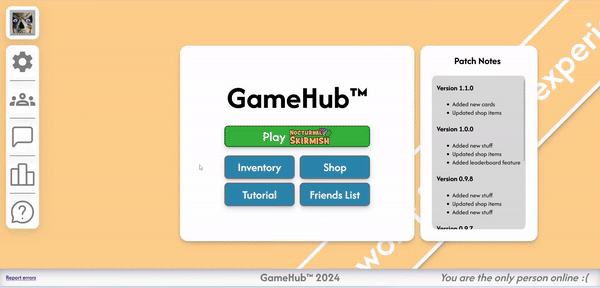 GameHub™
Play NOCTURNAL SKIRMISH
Inventory
Shop
Tutorial
Friends List
Patch Notes
Version 1.1.0
Added new cards
Updated shop items
Version 1.0.0
Added new stuff
Updated shop items
Added leaderboard feature
Version 0.9.8
Added new stuff
Updated shop items
Added new stuff
Version 0.9.7
experi
wor
Report errors
GameHub™ 2024
You are the only person online :(